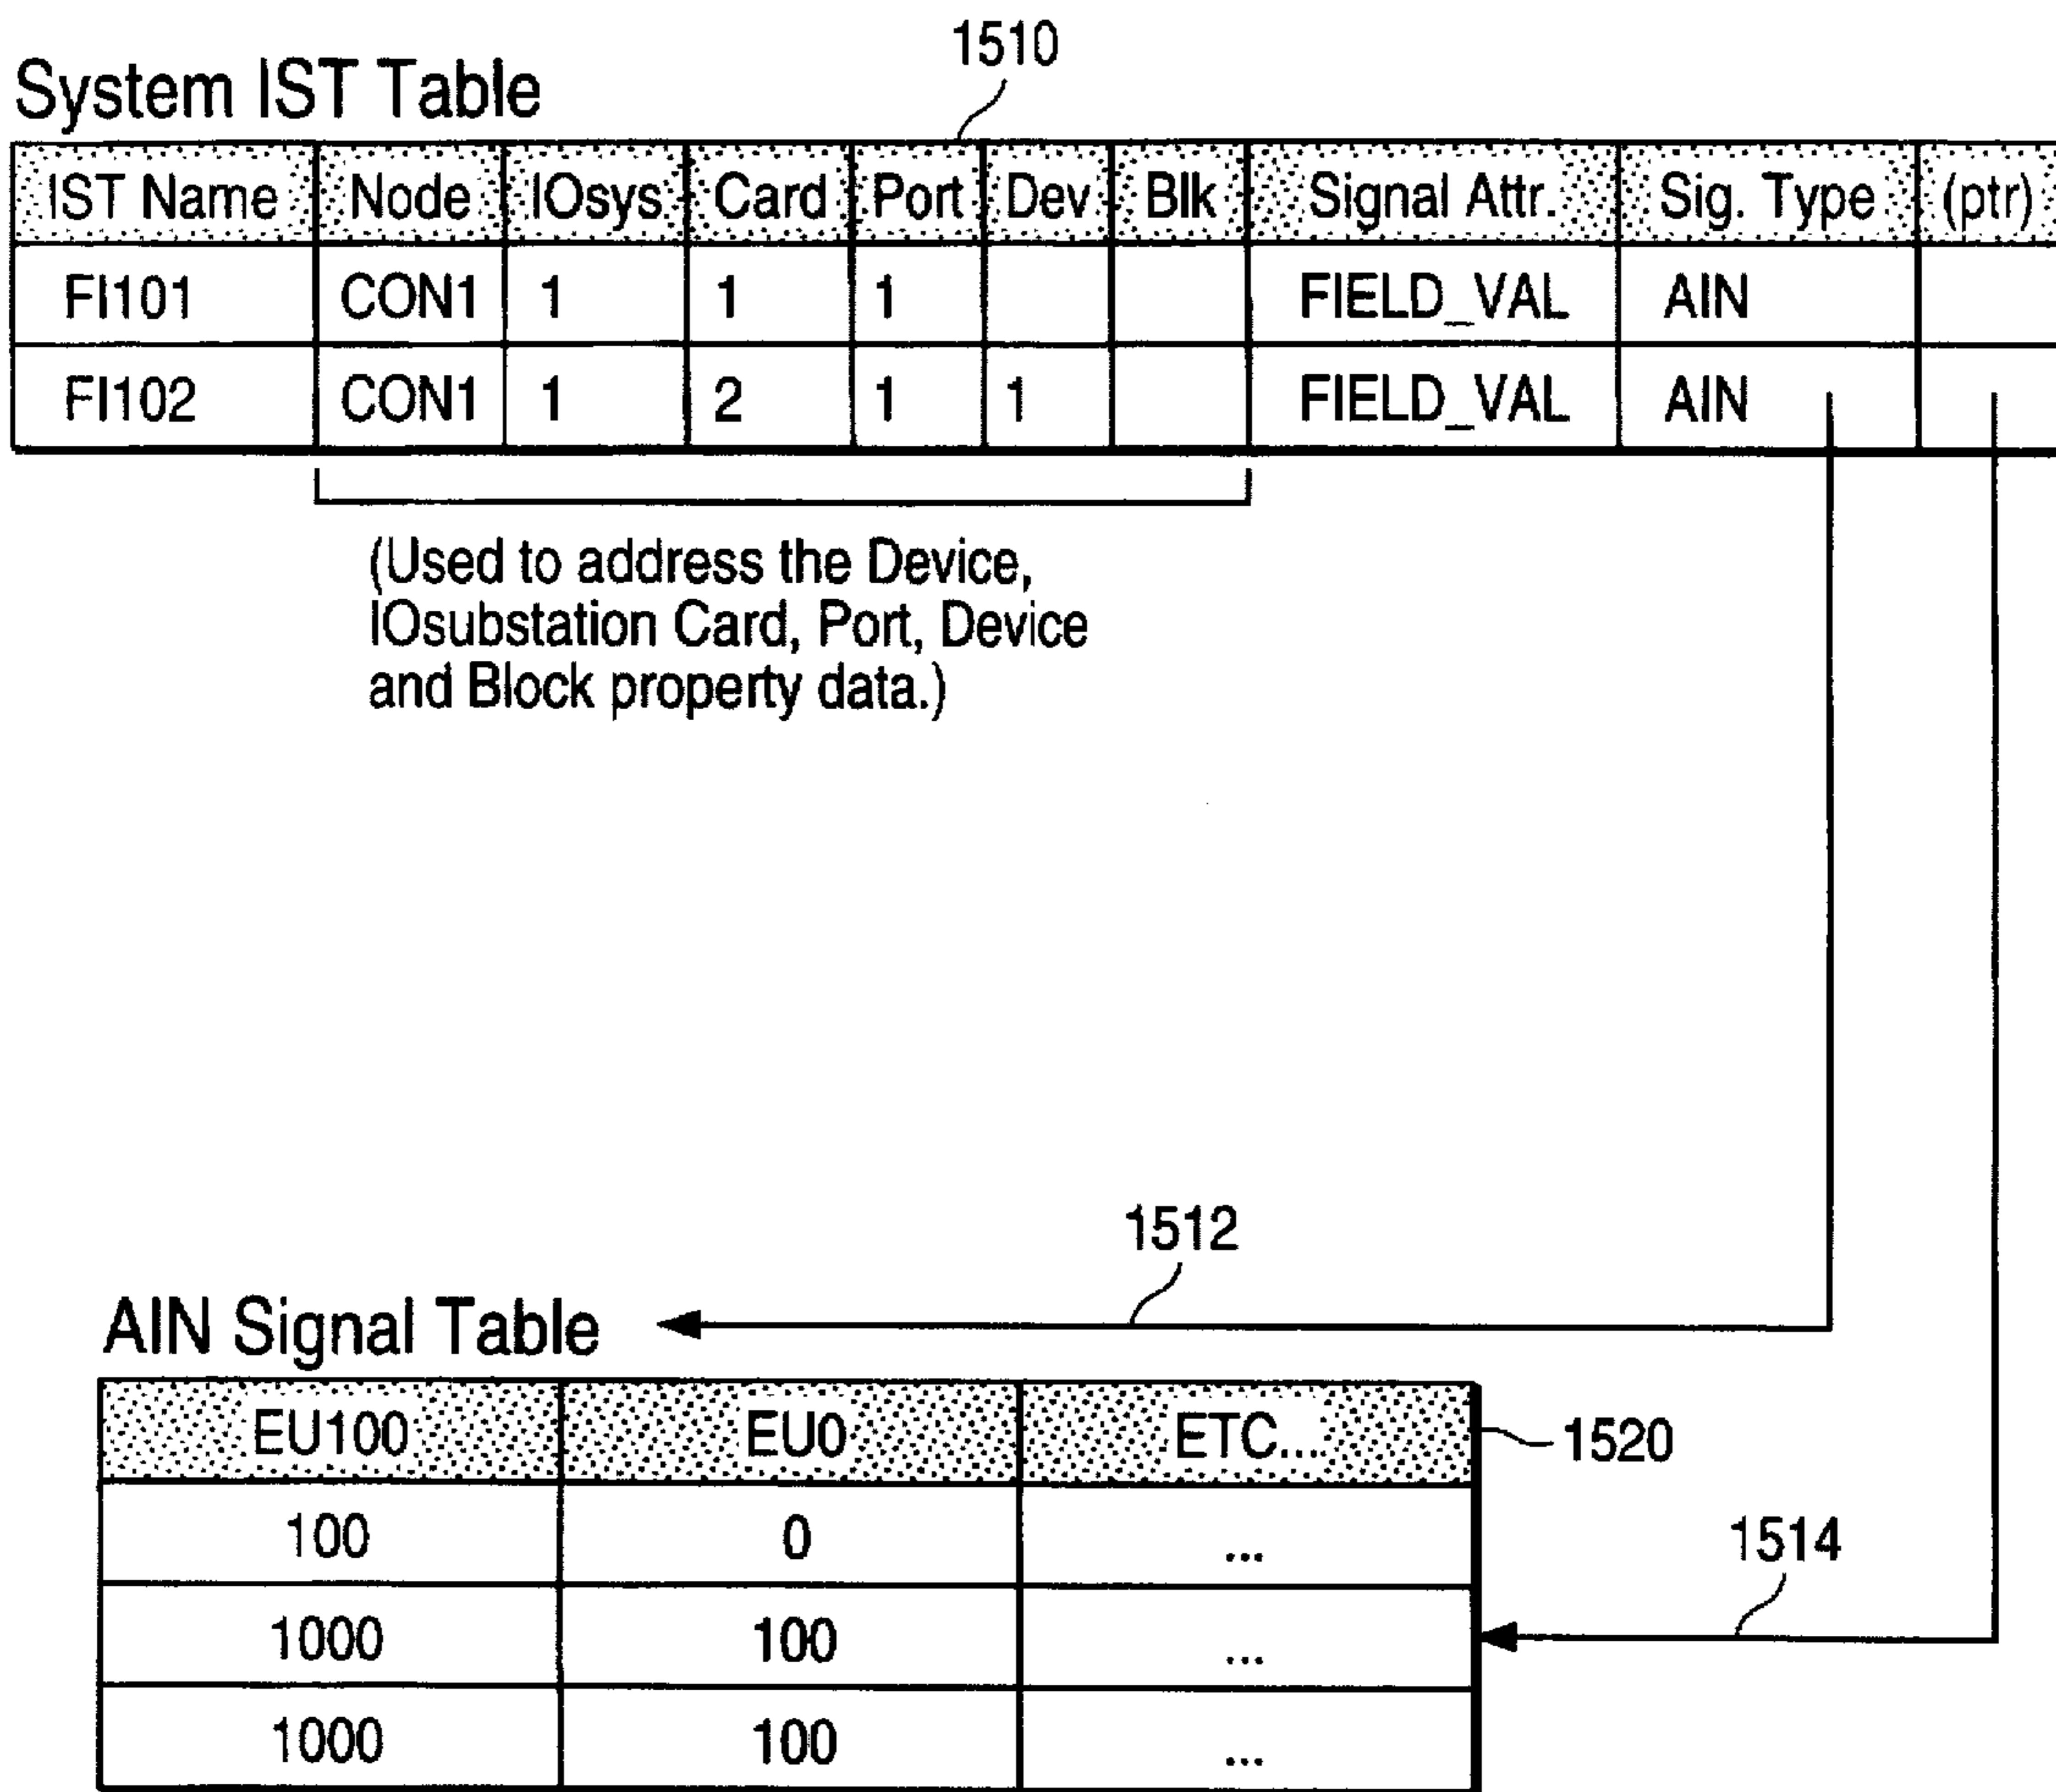 1510
System IST Table
IST Name Node IOsys Card Port Dev Blk Signal Attr. Sig. Type (ptr)
FI101 CON1 1 1 1 FIELD_VAL AIN
FI102 CON1 1 2 1 1 FIELD_VAL AIN
(Used to address the Device,
IOsubstation Card, Port, Device
and Block property data.)
1512
AIN Signal Table
EU100 EU0 ETC...
1520
100 0 ...
1514
1000 100 ...
1000 100 ...